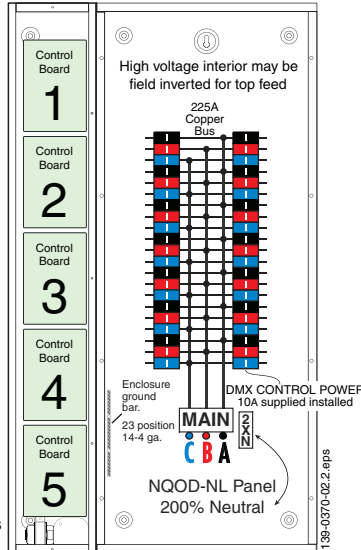 Control
Board
1
Control
Board
2
Control
Board
3
Control
Board
4
Control
Board
5
High voltage interior may be
field inverted for top feed
225A
Copper
Bus
Enclosure
ground
bar.
23 position
14-4 ga.
DMX CONTROL POWER
10A supplied installed
MAIN
2XN
C B A
NQOD-NL Panel
200% Neutral
139-0370-02.2.eps
s